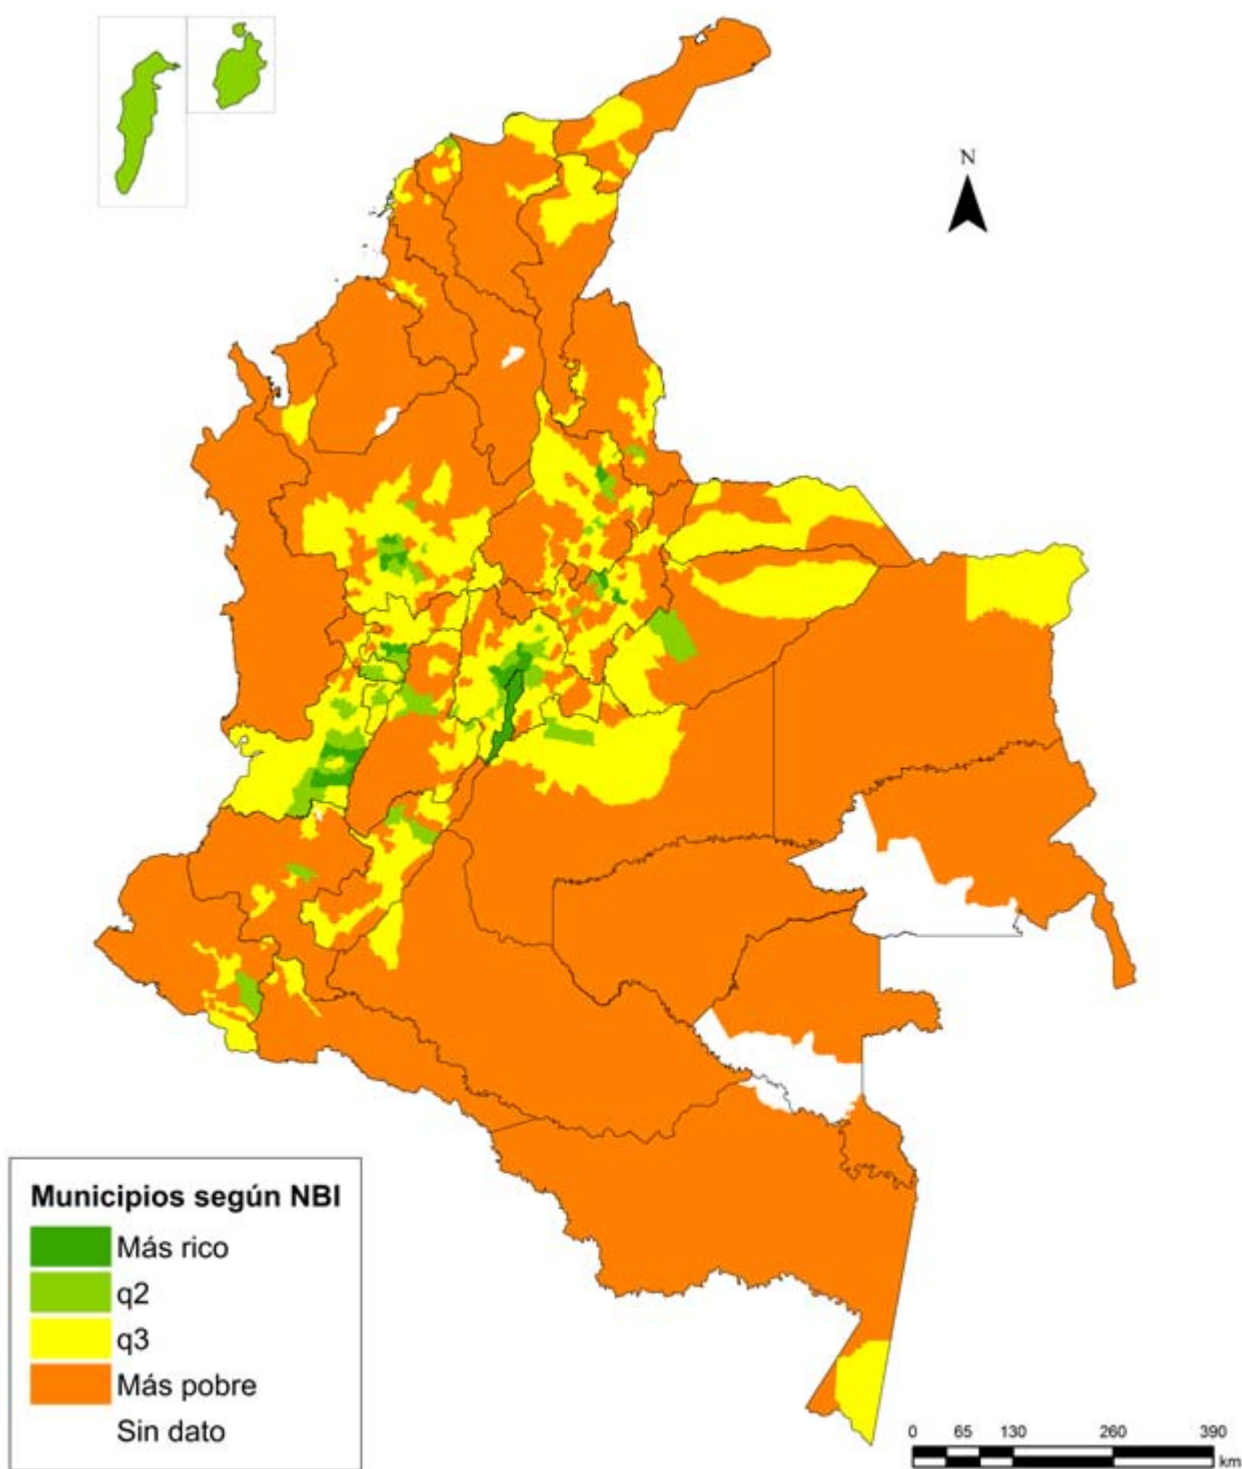 N
Municipios según NBI
Más rico
q2
q3
Más pobre
Sin dato
0 65 130 260 390
km